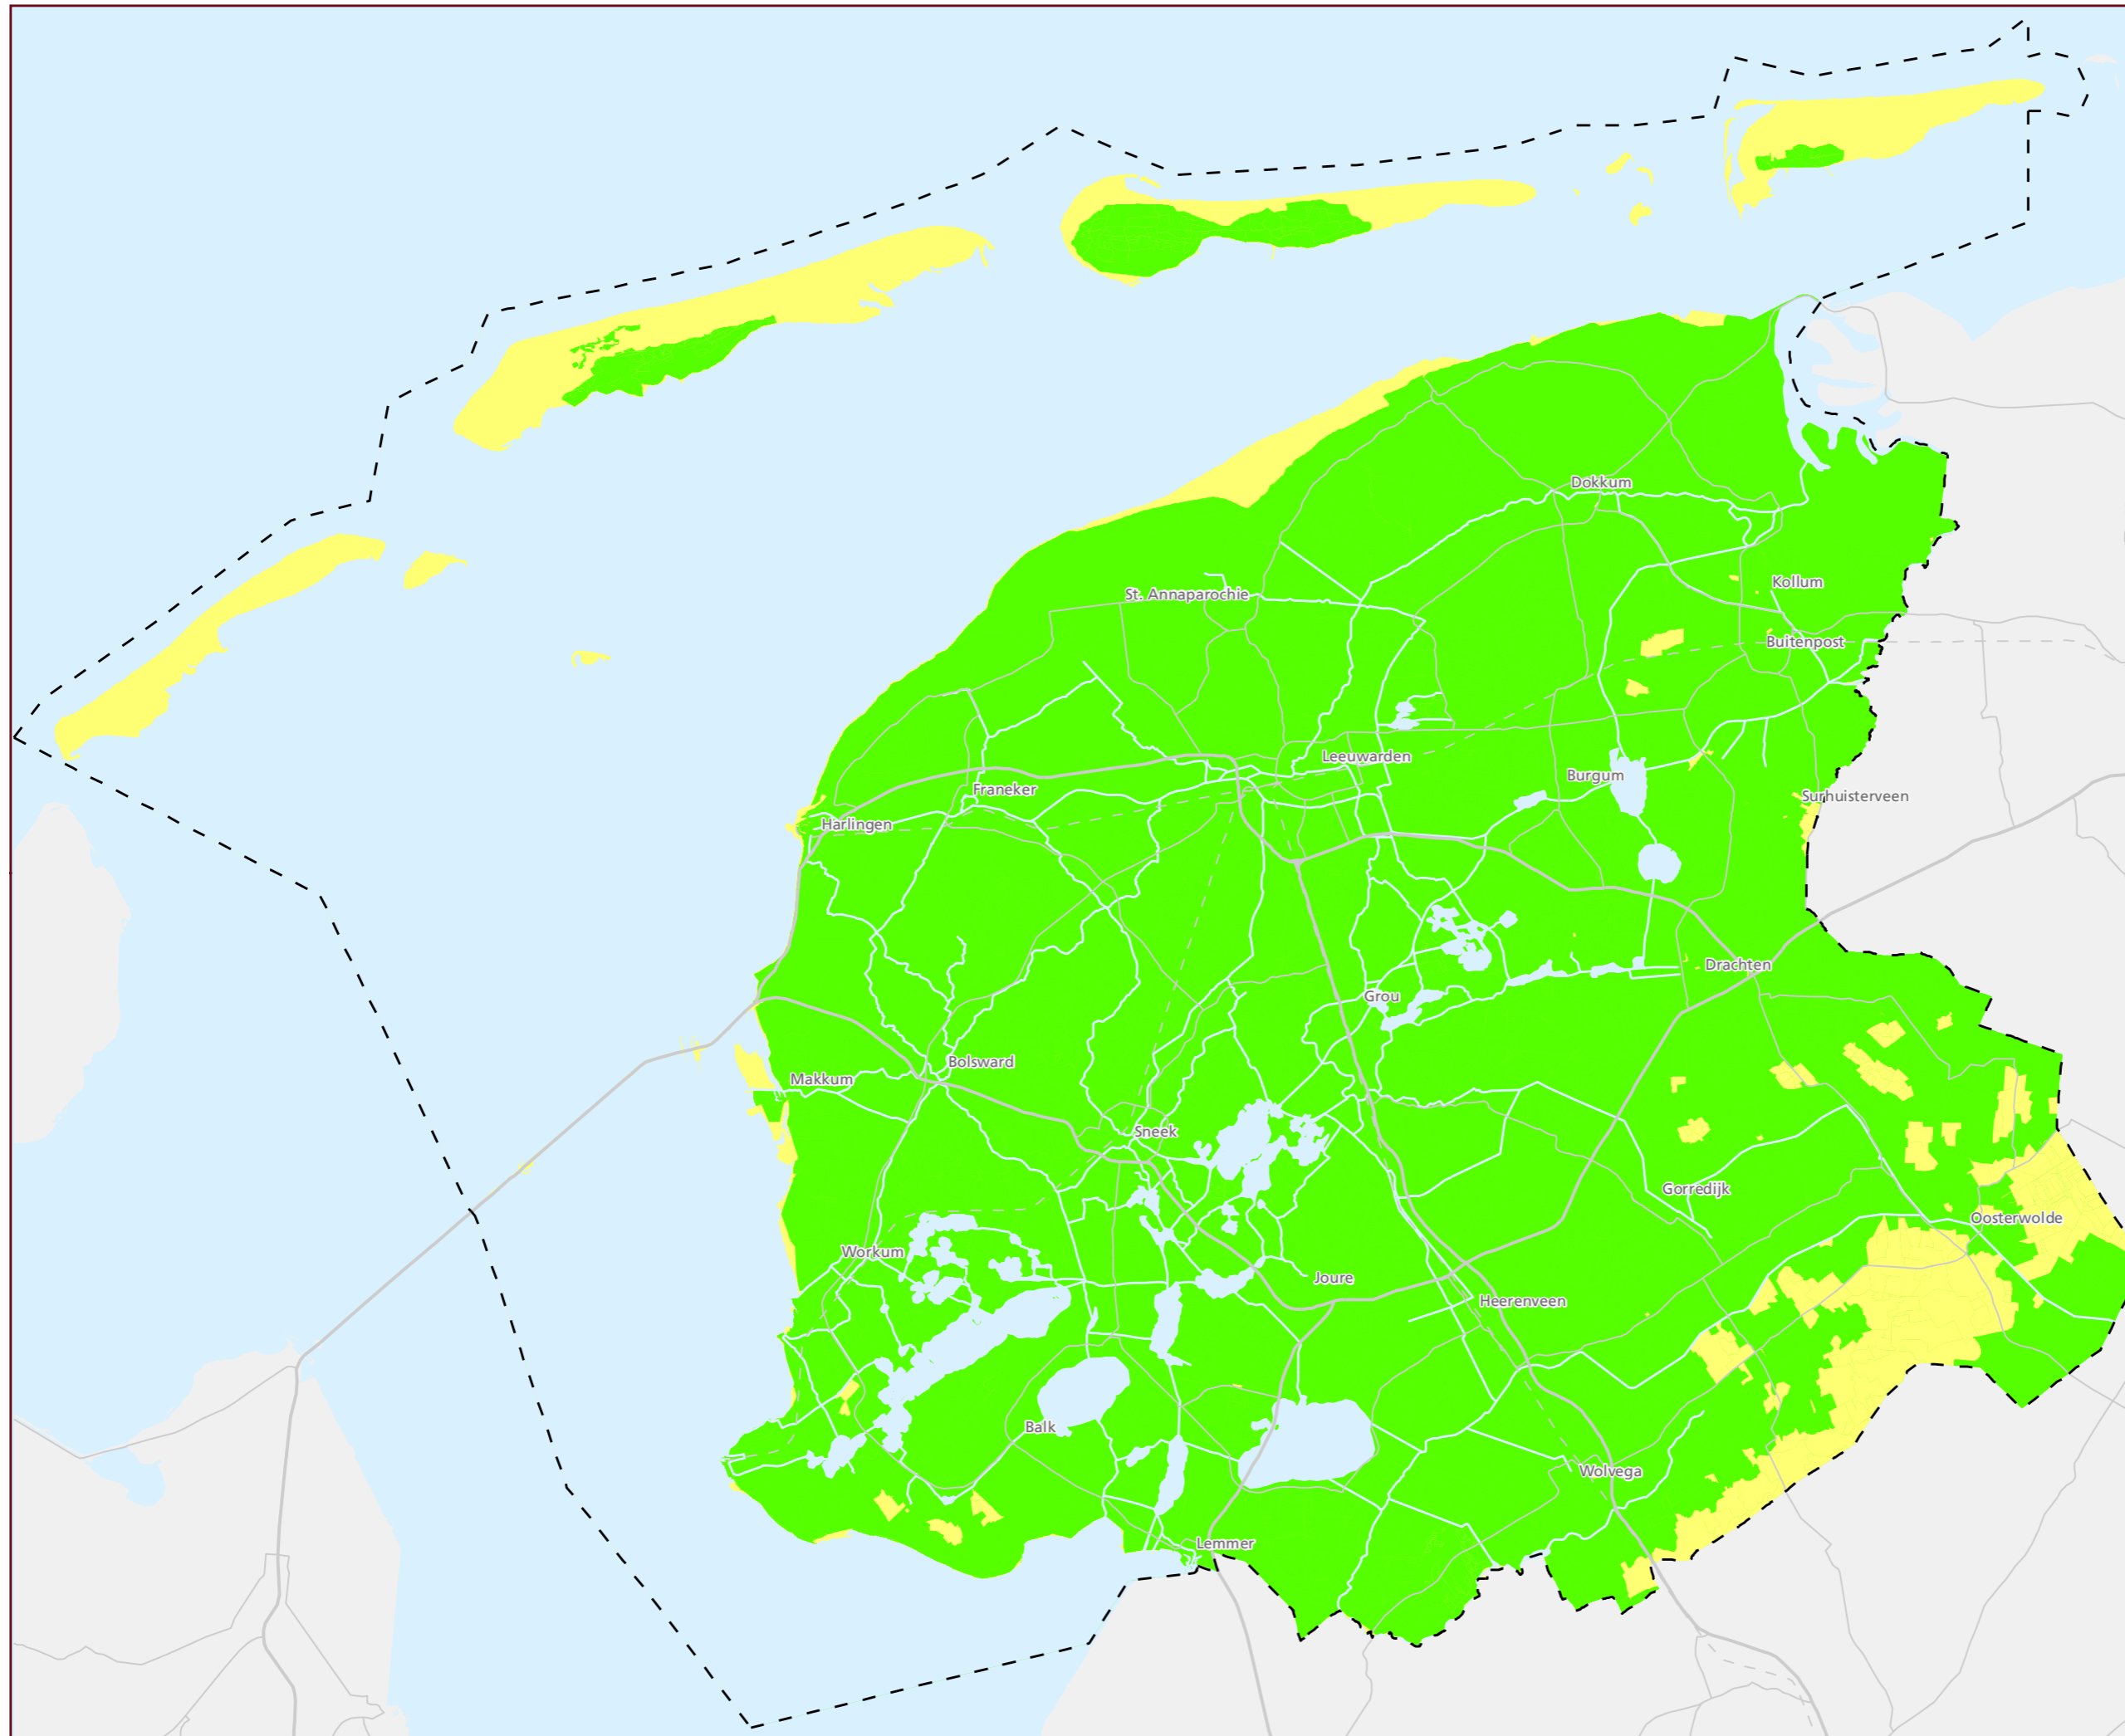 Dokkum
Kollum
St. Annaparochie
Buitenpost
Leeuwarden
Burgum
Franeker
Surhuisterveen
Harlingen
Drachten
Grou
Bolsward
Makkum
Sneek
Gorredijk
Oosterwolde
Workum
Joure
Heerenveen
Balk
Wolvega
Lemmer